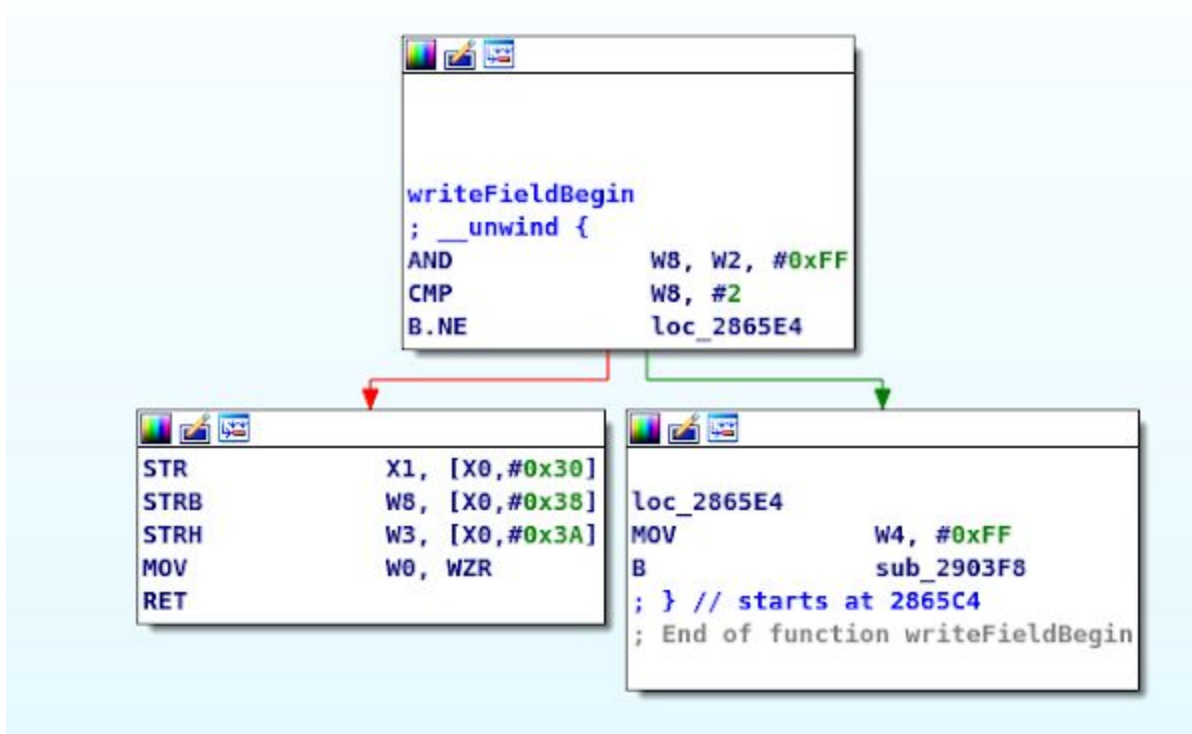 writeFieldBegin
; __unwind {
AND W8, W2, #0xFF
CMP W8, #2
B.NE loc_2865E4
STR X1, [X0,#0x30]
STRB W8, [X0,#0x38]
STRH W3, [X0,#0x3A]
MOV W0, WZR
RET
loc_2865E4
MOV W4, #0xFF
B sub_2903F8
; } // starts at 2865C4
; End of function writeFieldBegin